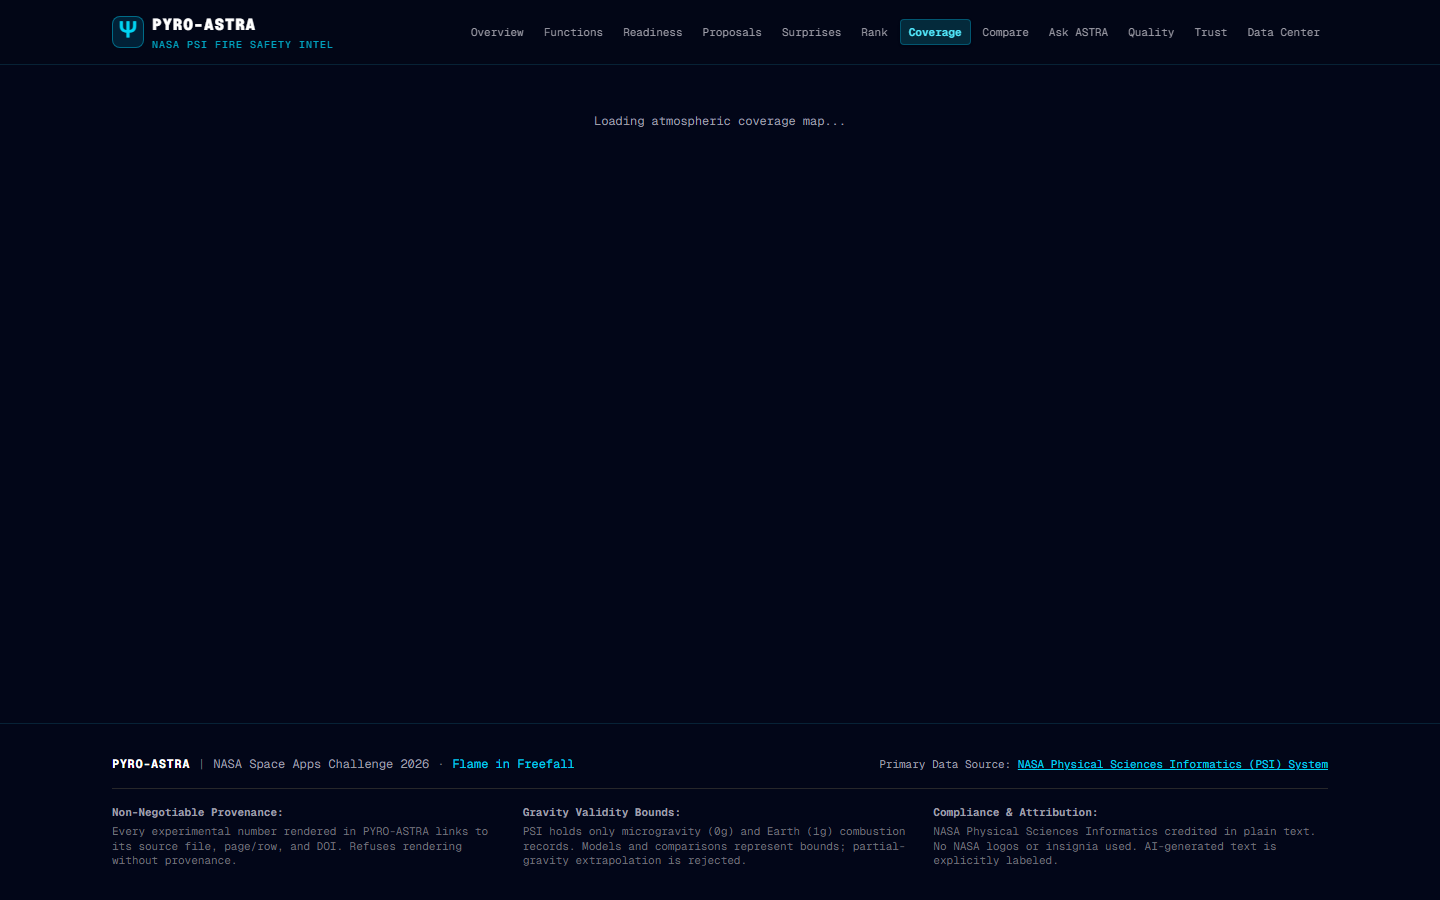 Ψ
PYRO-ASTRA
NASA PSI FIRE SAFETY INTEL
Overview Functions Readiness Proposals Surprises Rank Coverage Compare Ask ASTRA Quality Trust Data Center
Loading atmospheric coverage map...
PYRO-ASTRA | NASA Space Apps Challenge 2026 · Flame in Freefall
Primary Data Source: NASA Physical Sciences Informatics (PSI) System
Non-Negotiable Provenance:
Every experimental number rendered in PYRO-ASTRA links to
its source file, page/row, and DOI. Refuses rendering
without provenance.
Gravity Validity Bounds:
PSI holds only microgravity (0g) and Earth (1g) combustion
records. Models and comparisons represent bounds; partial-
gravity extrapolation is rejected.
Compliance & Attribution:
NASA Physical Sciences Informatics credited in plain text.
No NASA logos or insignia used. AI-generated text is
explicitly labeled.